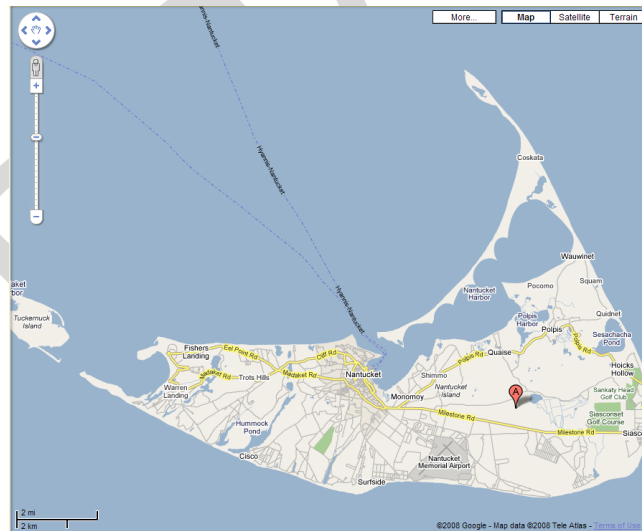 More...
Map
Satellite
Terrain
Hyannis-Nantucket
Hyannis-Nantucket
Coskata
Wauwinet
Squam
Pocomo
Nantucket
Harbor
Quidnet
Polpis
Harbor
Polpis
Sesachacha
Pond
Polpis Rd
Tuckernuck
Island
Hyannis-Nantucket
Fishers
Landing
Eel Point Rd
Cliff Rd
Polpis Rd
Quaise
Hoicks
Hollow
Madaket Rd
Trots Hills
Madaket Rd
Nantucket
Shimmo
Nantucket
Island
Warren
Landing
Monomoy
A
Sankaty Head
Golf Club
Siasconset
Golf Course
Milestone Rd
Milestone Rd
Siasc
Hummock
Pond
Cisco
Nantucket
Memorial Airport
Surfside
2 mi
2 km
©2008 Google - Map data ©2008 Tele Atlas - Terms of Use